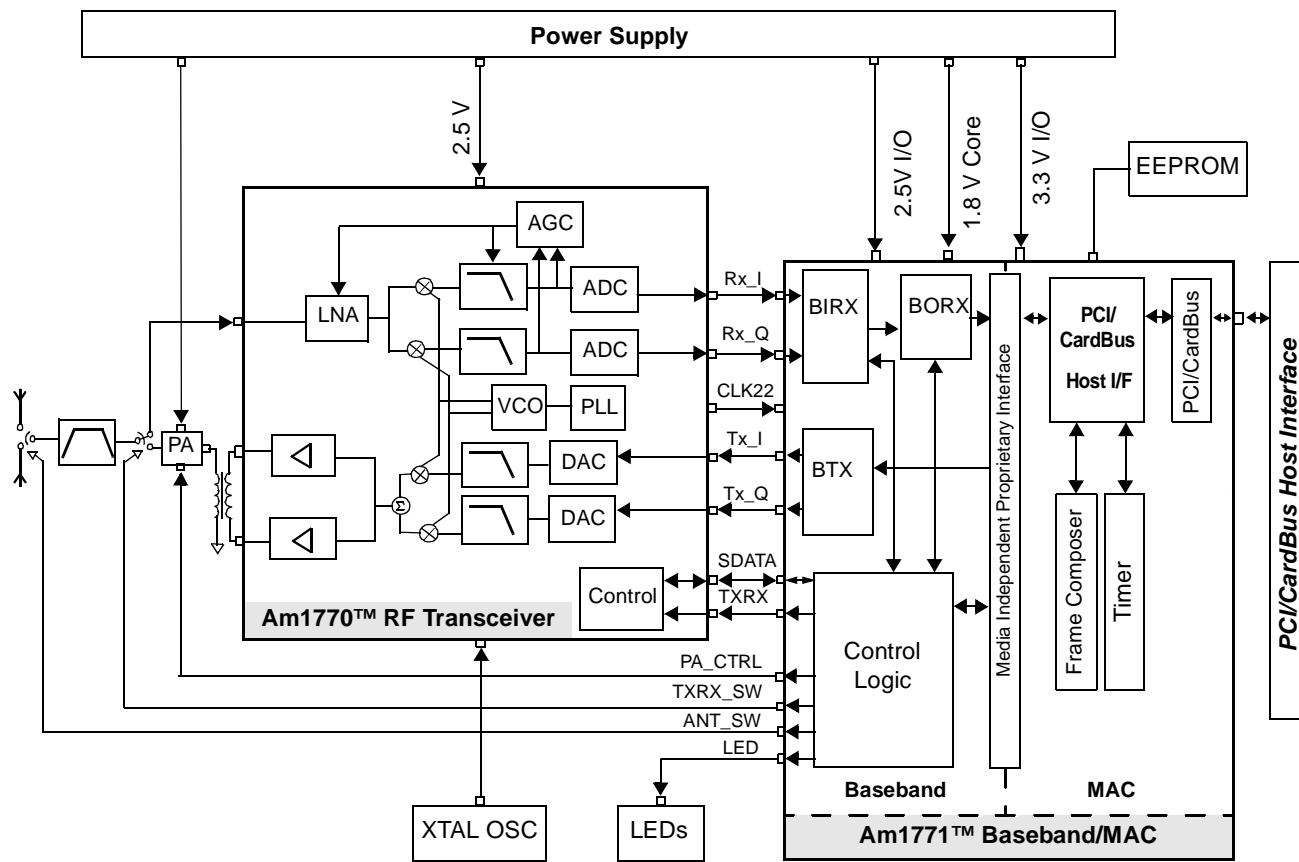 Power Supply
2.5 V
2.5V I/O
1.8 V Core
3.3 V I/O
EEPROM
AGC
LNA
ADC
ADC
VCO
PLL
DAC
DAC
Σ
PA
Control
Am1770™ RF Transceiver
Rx_I
Rx_Q
CLK22
Tx_I
Tx_Q
SDATA
TXRX
PA_CTRL
TXRX_SW
ANT_SW
LED
BIRX
BORX
BTX
Control
Logic
Media Independent Proprietary Interface
PCI/
CardBus
Host I/F
PCI/CardBus
Frame Composer
Timer
PCI/CardBus Host Interface
Baseband
MAC
Am1771™ Baseband/MAC
XTAL OSC
LEDs